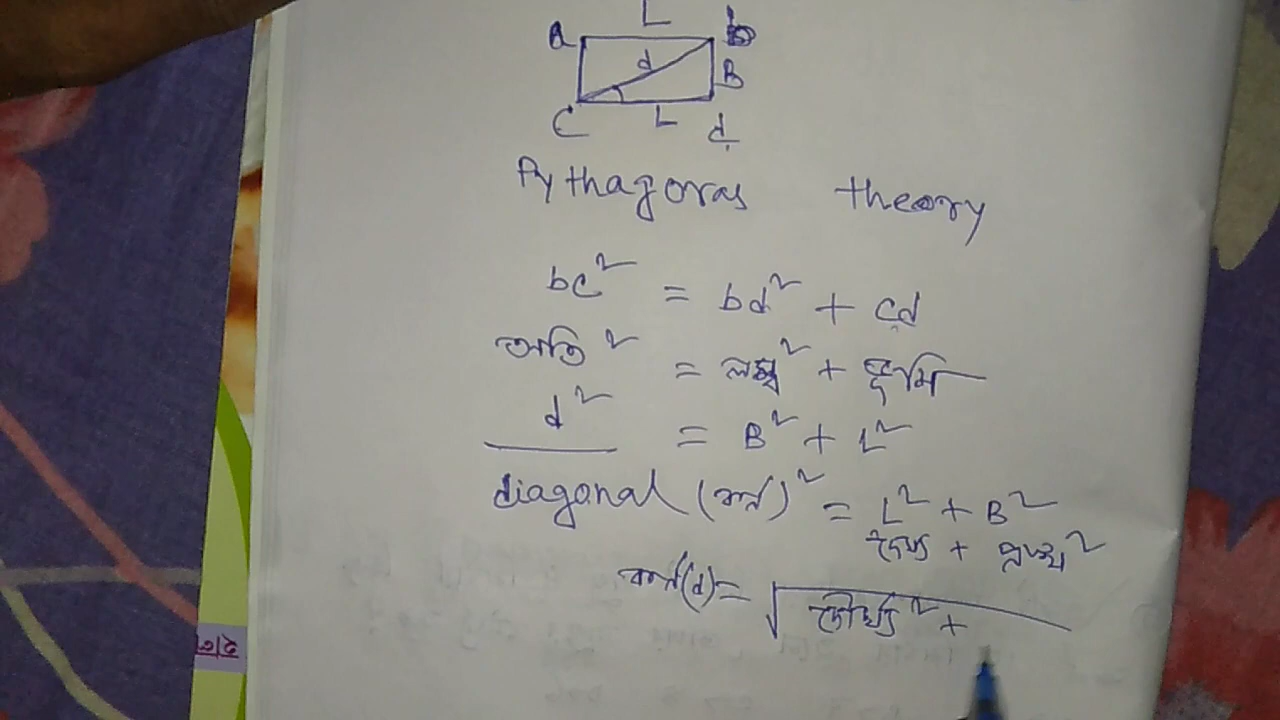 L
a b
d B
C L d
Pythagoras theory
bc² = bd² + cd
অতি² = লম্ব² + ভূমি
d² = B² + L²
diagonal (কর্ণ)² = L² + B²
দৈর্ঘ্য + প্রস্থ²
কর্ণ(d) = √দৈর্ঘ্য² +